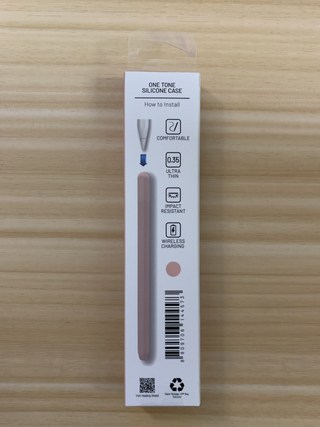 ONE TONE
SILICONE CASE
How to Install
COMFORTABLE
0.35
ULTRA
THIN
IMPACT
RESISTANT
WIRELESS
CHARGING